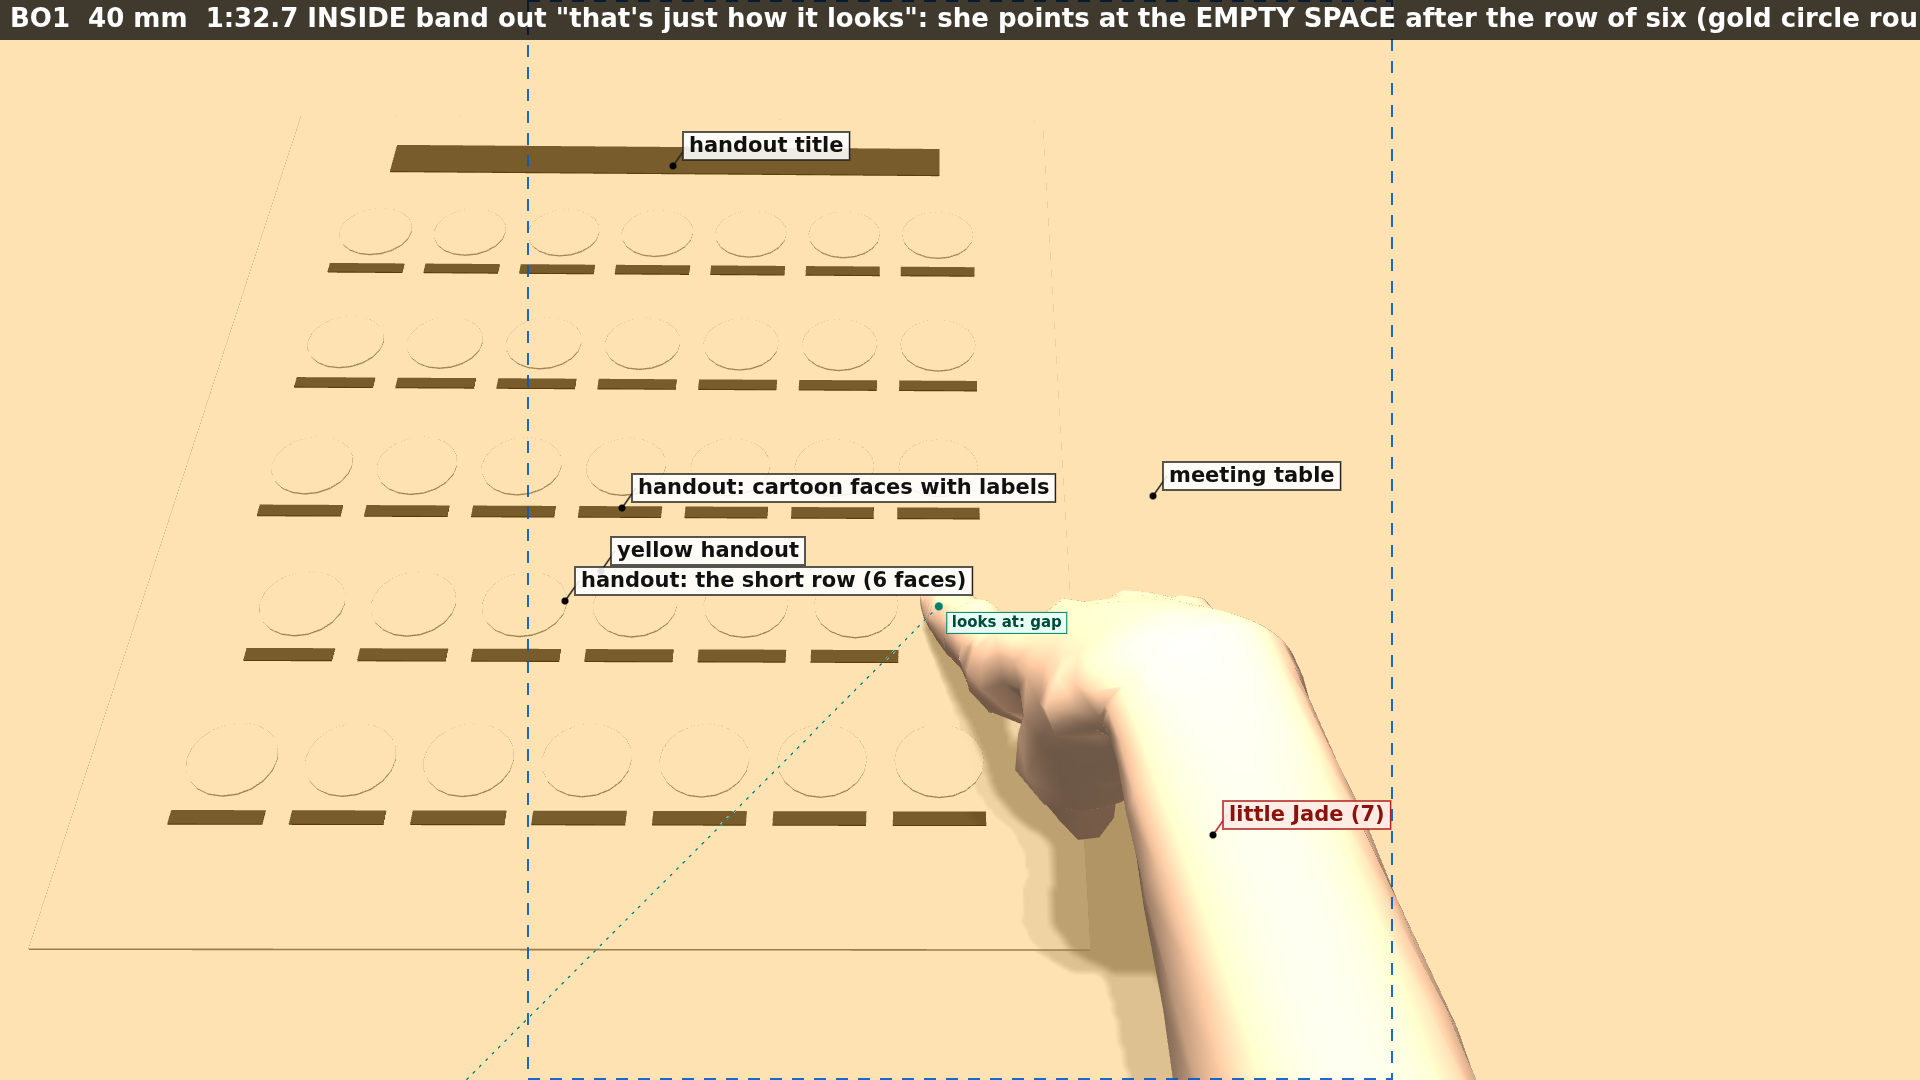 BO1 40 mm 1:32.7 INSIDE band out "that's just how it looks": she points at the EMPTY SPACE after the row of six (gold circle rou
handout title
meeting table
handout: cartoon faces with labels
yellow handout
handout: the short row (6 faces)
looks at: gap
little Jade (7)